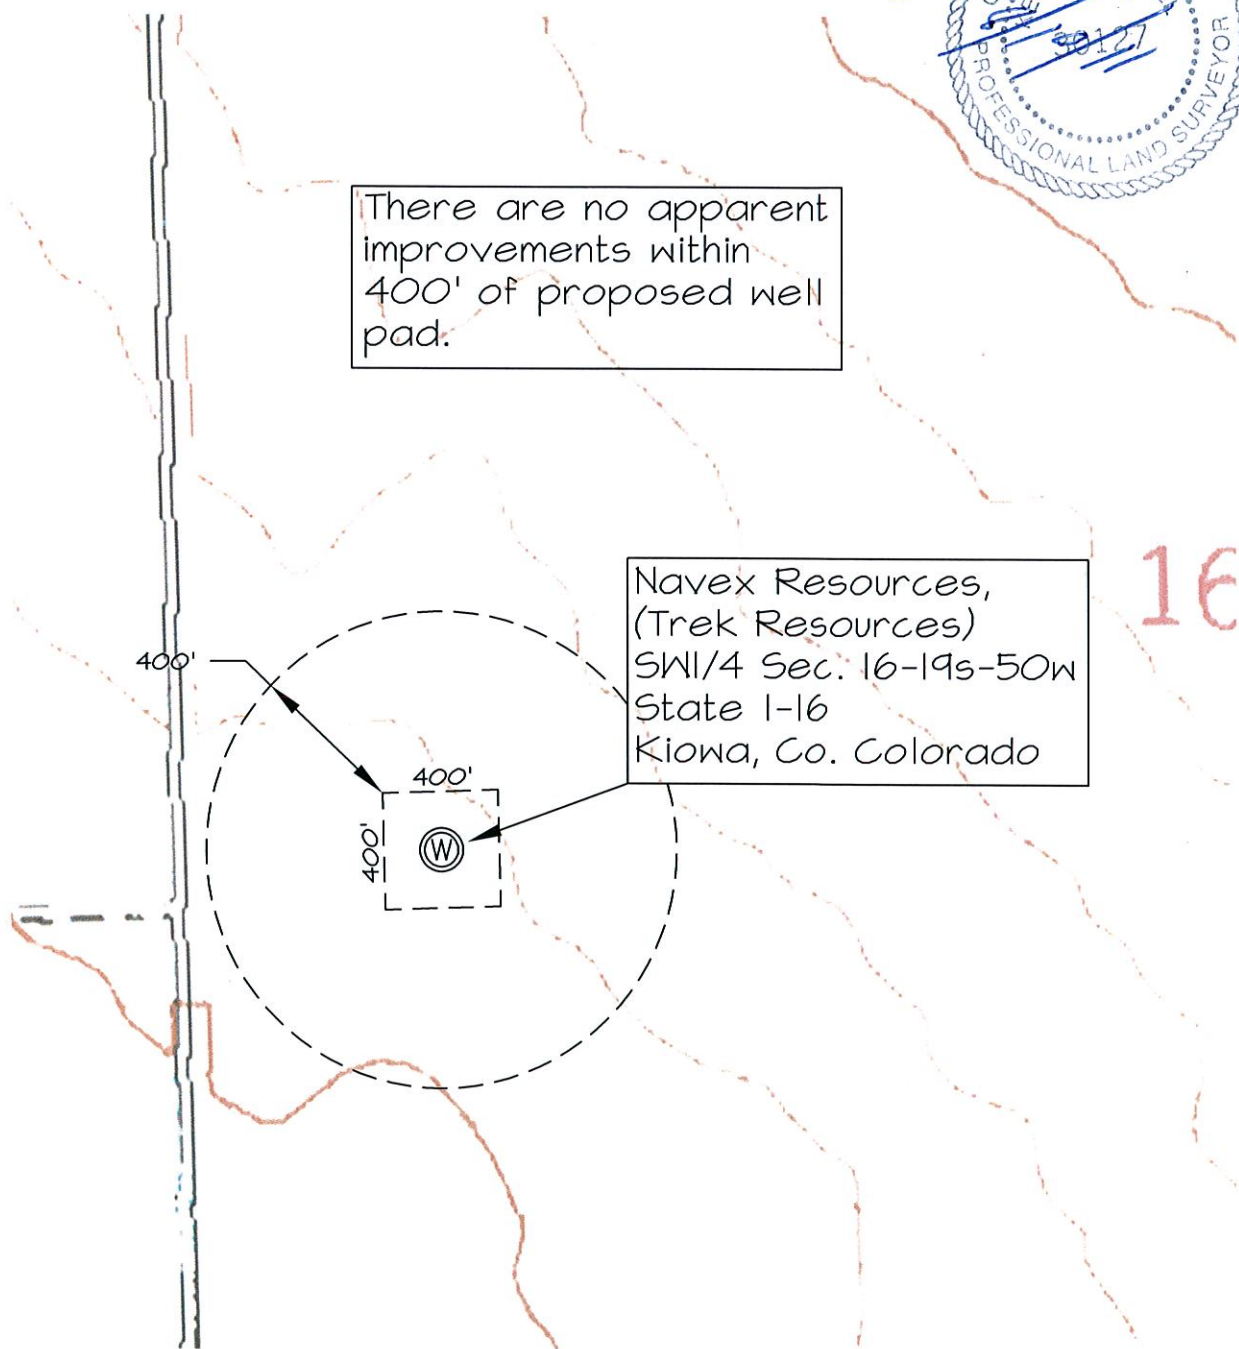 30127
PROFESSIONAL LAND SURVEYOR
There are no apparent
improvements within
400' of proposed well
pad.
16
Navex Resources,
(Trek Resources)
SW1/4 Sec. 16-19s-50w
State 1-16
Kiowa, Co. Colorado
400'
400'
400'
W